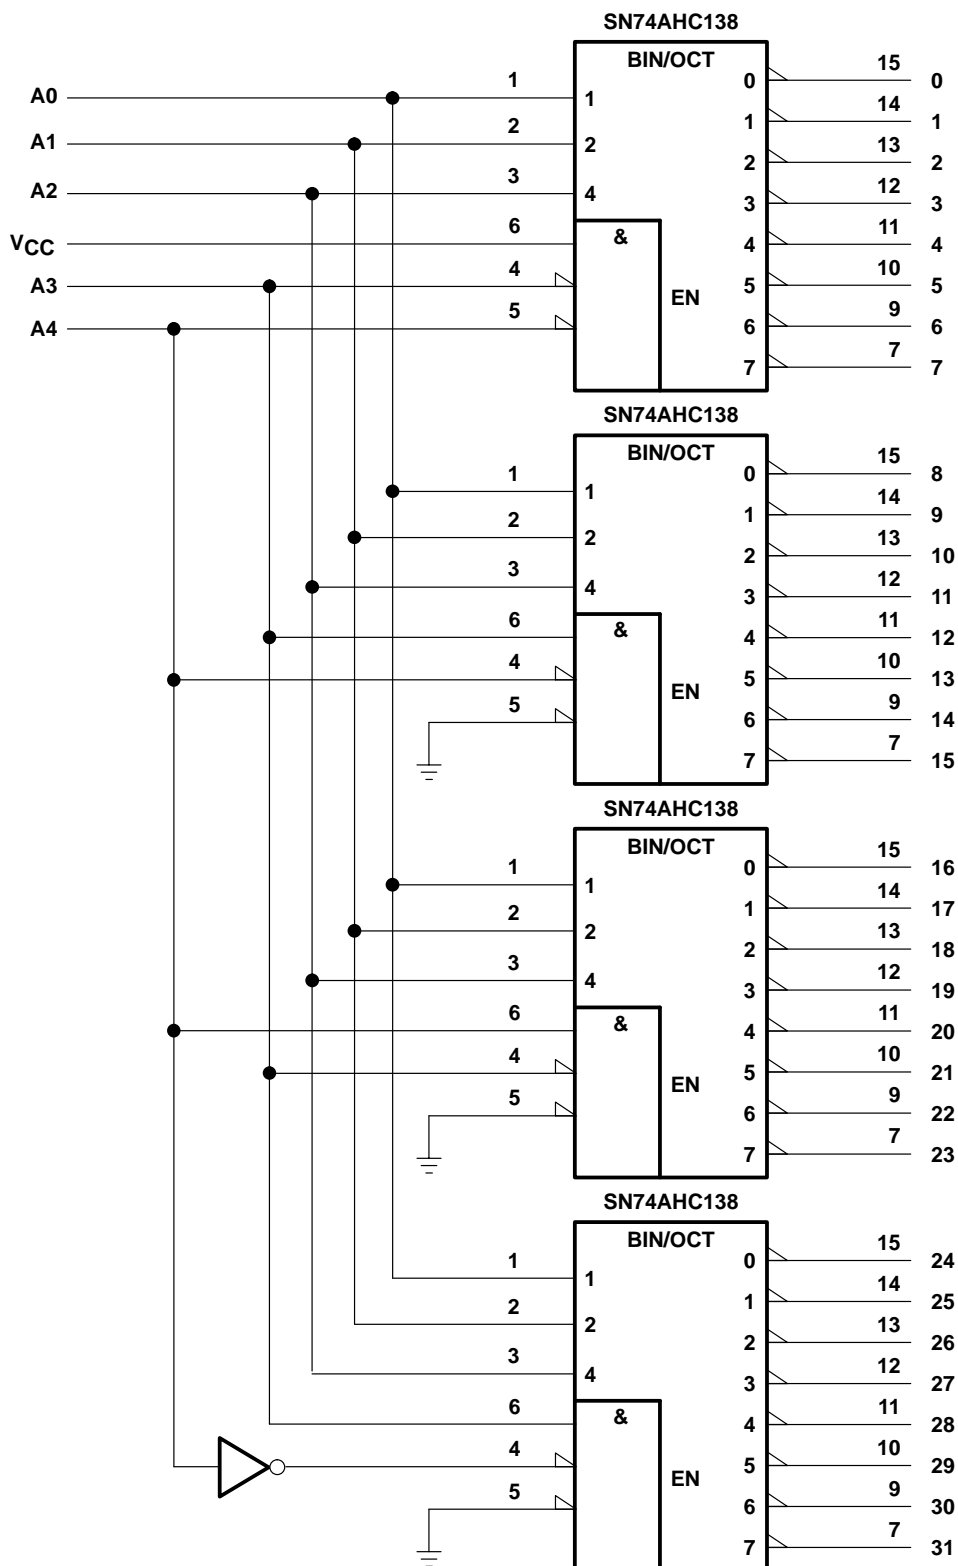 SN74AHC138
BIN/OCT
A0 1 1 0 15 0
A1 2 2 1 14 1
A2 3 4 2 13 2
3 12 3
VCC 6 & 4 11 4
A3 4 EN 5 10 5
A4 5 6 9 6
7 7 7
SN74AHC138
BIN/OCT
1 1 0 15 8
2 2 1 14 9
3 4 2 13 10
3 12 11
6 & 4 11 12
4 EN 5 10 13
5 6 9 14
7 7 15
SN74AHC138
BIN/OCT
1 1 0 15 16
2 2 1 14 17
3 4 2 13 18
3 12 19
6 & 4 11 20
4 EN 5 10 21
5 6 9 22
7 7 23
SN74AHC138
BIN/OCT
1 1 0 15 24
2 2 1 14 25
3 4 2 13 26
3 12 27
6 & 4 11 28
4 EN 5 10 29
5 6 9 30
7 7 31